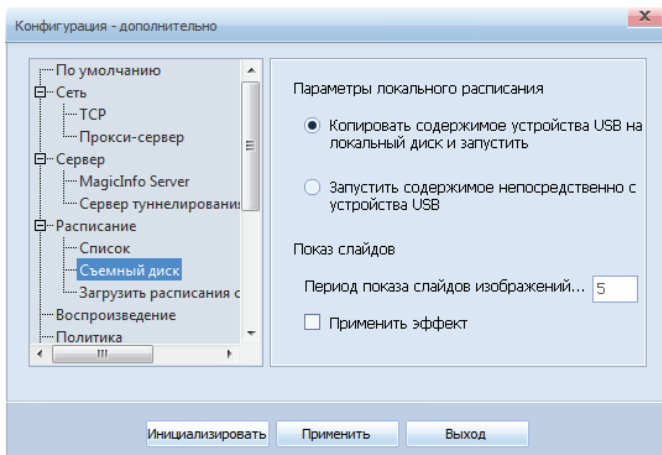 Конфигурация - дополнительно
По умолчанию
Сеть
TCP
Прокси-сервер
Сервер
MagicInfo Server
Сервер туннелирования
Расписание
Список
Съемный диск
Загрузить расписания с
Воспроизведение
Политика
Параметры локального расписания
Копировать содержимое устройства USB на
локальный диск и запустить
Запустить содержимое непосредственно с
устройства USB
Показ слайдов
Период показа слайдов изображений... 5
Применить эффект
Инициализировать
Применить
Выход